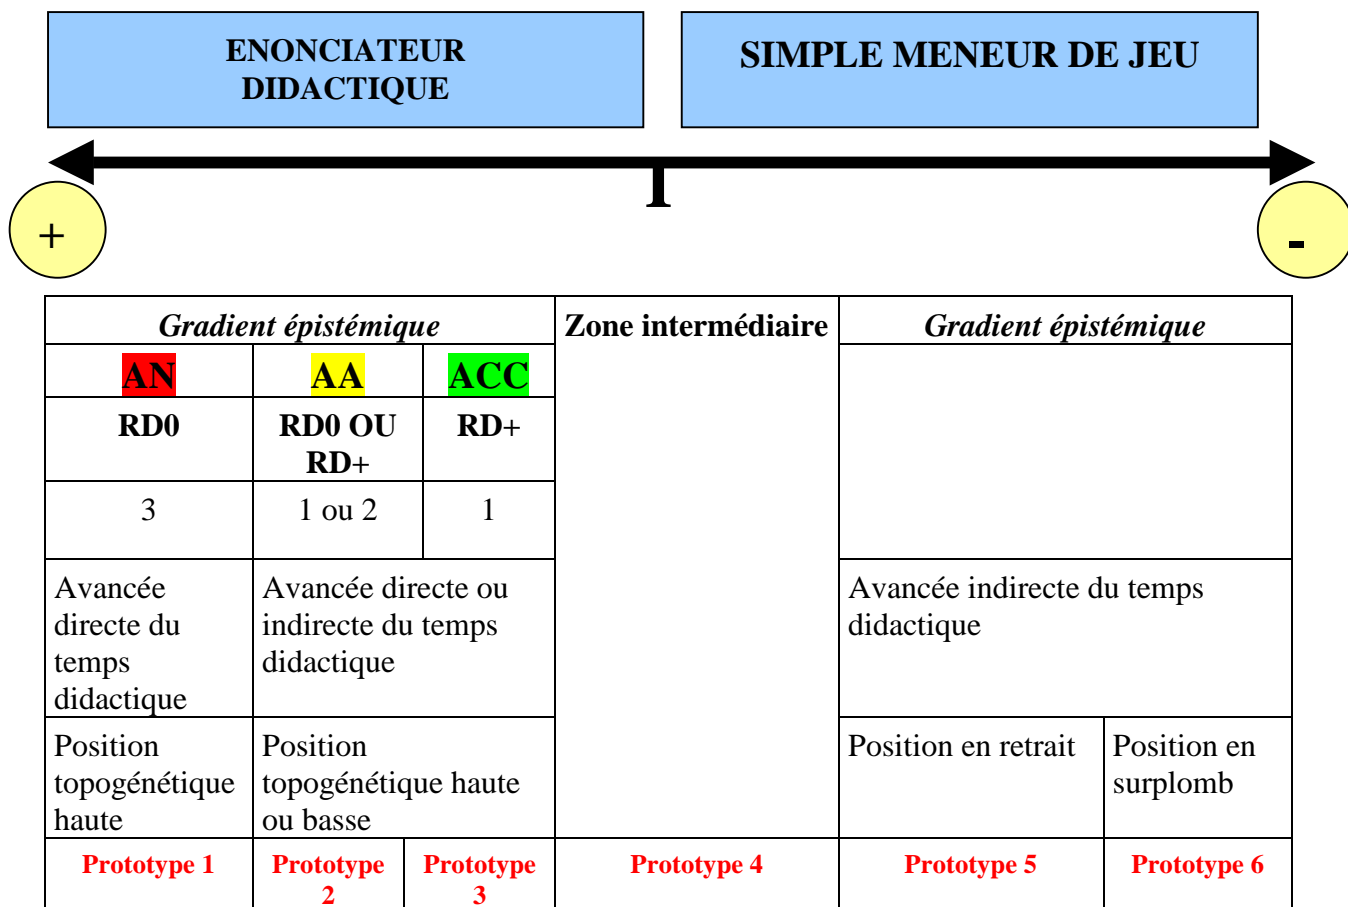 ENONCIATEUR
DIDACTIQUE
SIMPLE MENEUR DE JEU
I
+
-
Gradient épistémique
Zone intermédiaire
Gradient épistémique
AN
AA
ACC
RD0
RD0 OU
RD+
RD+
3
1 ou 2
1
Avancée
directe du
temps
didactique
Avancée directe ou
indirecte du temps
didactique
Avancée indirecte du temps
didactique
Position
topogénétique
haute
Position
topogénétique haute
ou basse
Position en retrait
Position en
surplomb
Prototype 1
Prototype
2
Prototype
3
Prototype 4
Prototype 5
Prototype 6